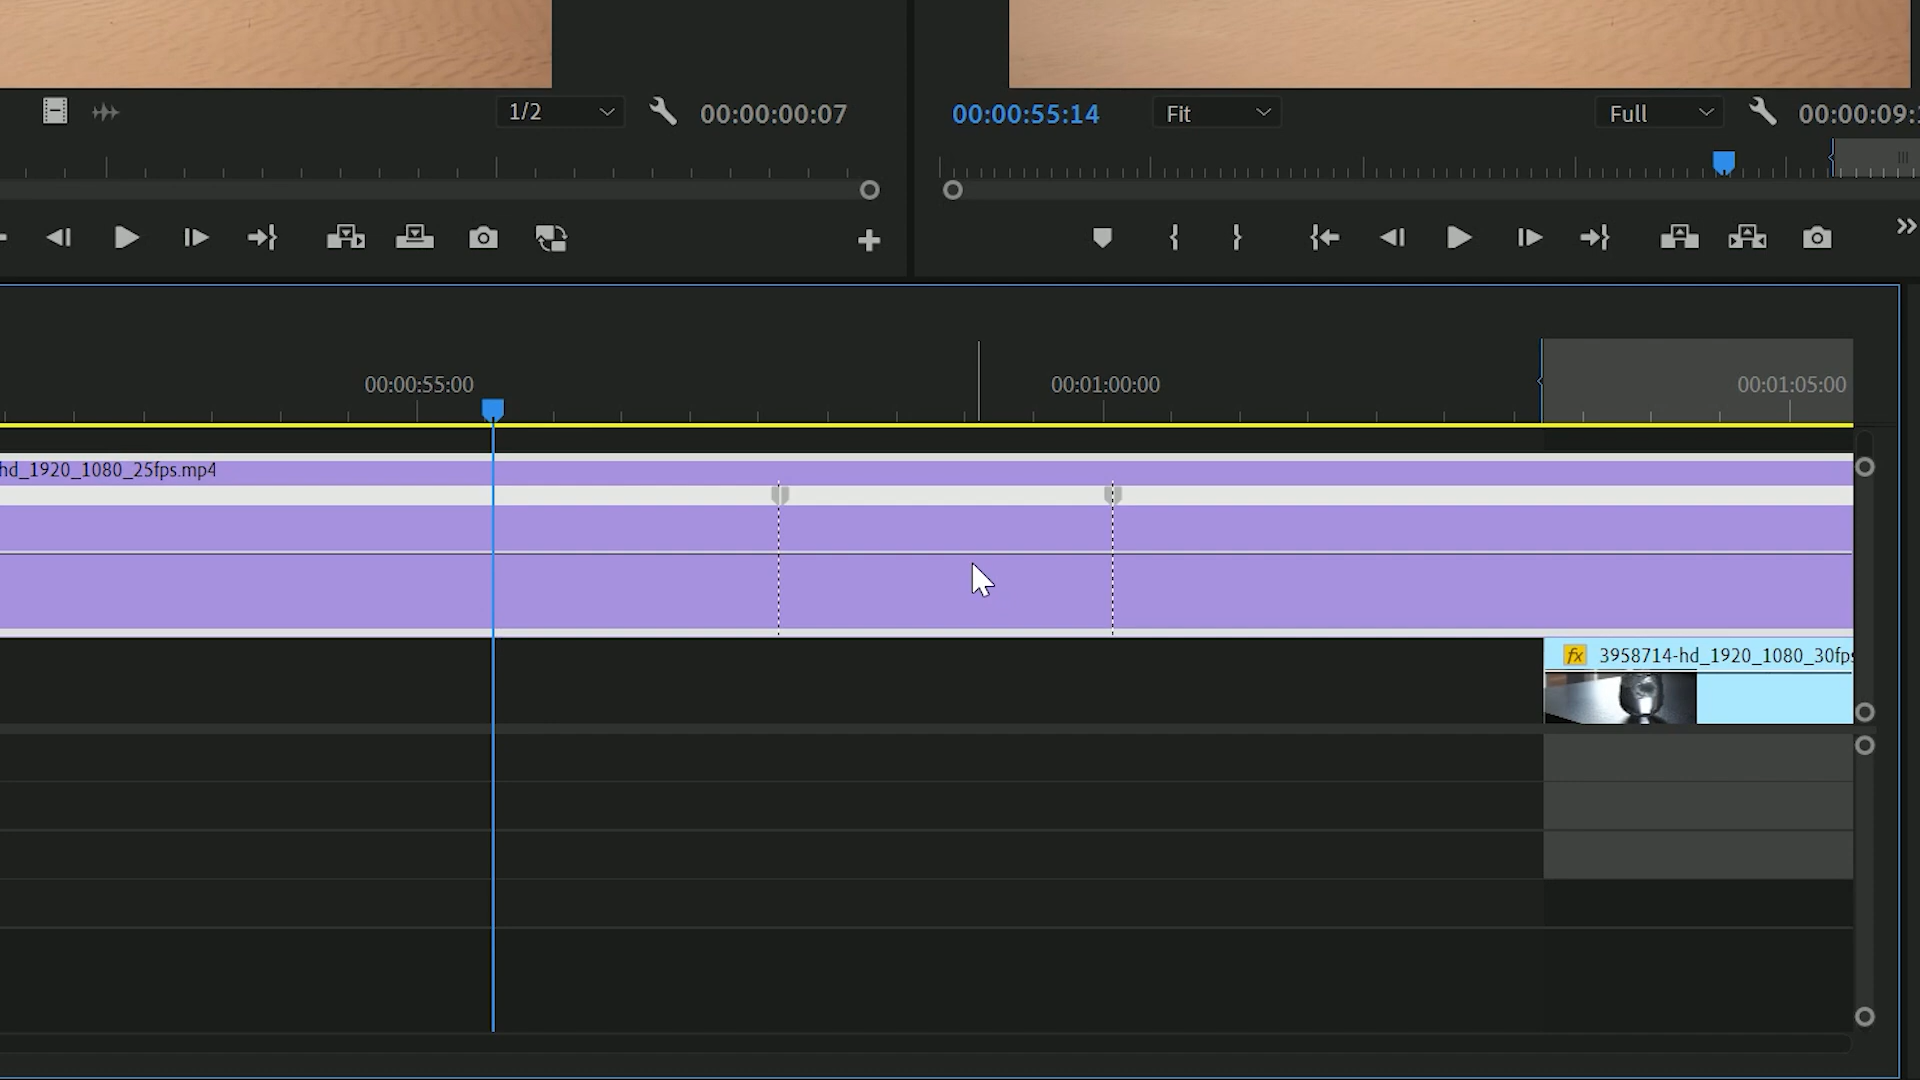 1/2
00:00:00:07
00:00:55:14
Fit
Full
00:00:09:
00:00:55:00
00:01:00:00
00:01:05:00
hd_1920_1080_25fps.mp4
fx 3958714-hd_1920_1080_30fps